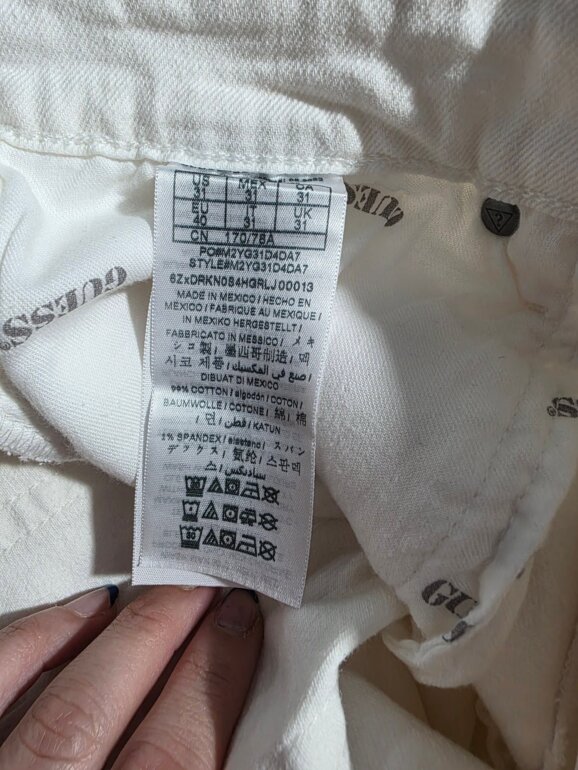 US MEX CA
31 31 31
EU IT UK
40 31 31
CN 170/78A
PO#M2YG31D4DA7
STYLE#M2YG31D4DA7
6ZxDRKN0S4HGRLJ00013
MADE IN MEXICO / HECHO EN
MEXICO / FABRIQUE AU MEXIQUE /
IN MEXIKO HERGESTELLT /
FABBRICATO IN MESSICO / メキ
シコ製 / 墨西哥制造 / 멕
시코 제품 / صنع في المكسيك /
DIBUAT DI MEXICO
99% COTTON / algodón / COTON /
BAUMWOLLE / COTONE / 綿 / 棉
/ 면 / قطن / KATUN
1% SPANDEX / elastano / スパン
デックス / 氨纶 / 스판덱
스 / سباندكس
GUESS
GUESS
?